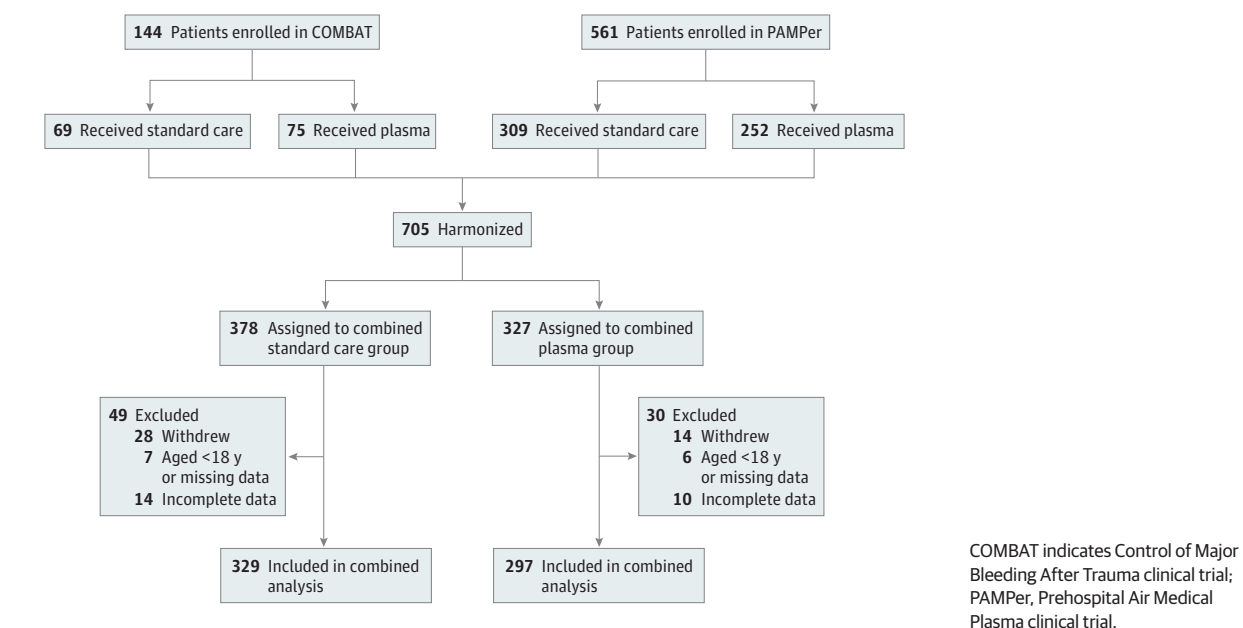 144 Patients enrolled in COMBAT
561 Patients enrolled in PAMPer
69 Received standard care
75 Received plasma
309 Received standard care
252 Received plasma
705 Harmonized
378 Assigned to combined
standard care group
327 Assigned to combined
plasma group
49 Excluded
28 Withdrew
7 Aged <18 y
or missing data
14 Incomplete data
30 Excluded
14 Withdrew
6 Aged <18 y
or missing data
10 Incomplete data
329 Included in combined
analysis
297 Included in combined
analysis
COMBAT indicates Control of Major
Bleeding After Trauma clinical trial;
PAMPer, Prehospital Air Medical
Plasma clinical trial.